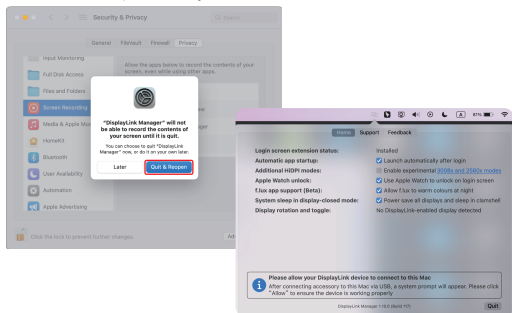 Security & Privacy
Search
General
FileVault
Firewall
Privacy
Input Monitoring
Full Disk Access
Files and Folders
Screen Recording
Media & Apple Mus
HomeKit
Bluetooth
User Availability
Automation
Apple Advertising
Allow the apps below to record the contents of your
screen, even while using other apps.
"DisplayLink Manager" will not
be able to record the contents of
your screen until it is quit.
You can choose to quit "DisplayLink
Manager" now, or do it on your own later.
Later
Quit & Reopen
Click the lock to prevent further changes.
Ad
A
87%
Home
Support
Feedback
Login screen extension status:
Installed
Automatic app startup:
Launch automatically after login
Additional HIDPI modes:
Enable experimental 3008x and 2560x modes
Apple Watch unlock:
Use Apple Watch to unlock on login screen
f.lux app support (Beta):
Allow f.lux to warm colours at night
System sleep in display-closed mode:
Power save all displays and sleep in clamshell
Display rotation and toggle:
No DisplayLink-enabled display detected
Please allow your DisplayLink device to connect to this Mac
After connecting accessory to this Mac via USB, a system prompt will appear. Please click
"Allow" to ensure the device is working properly
Quit